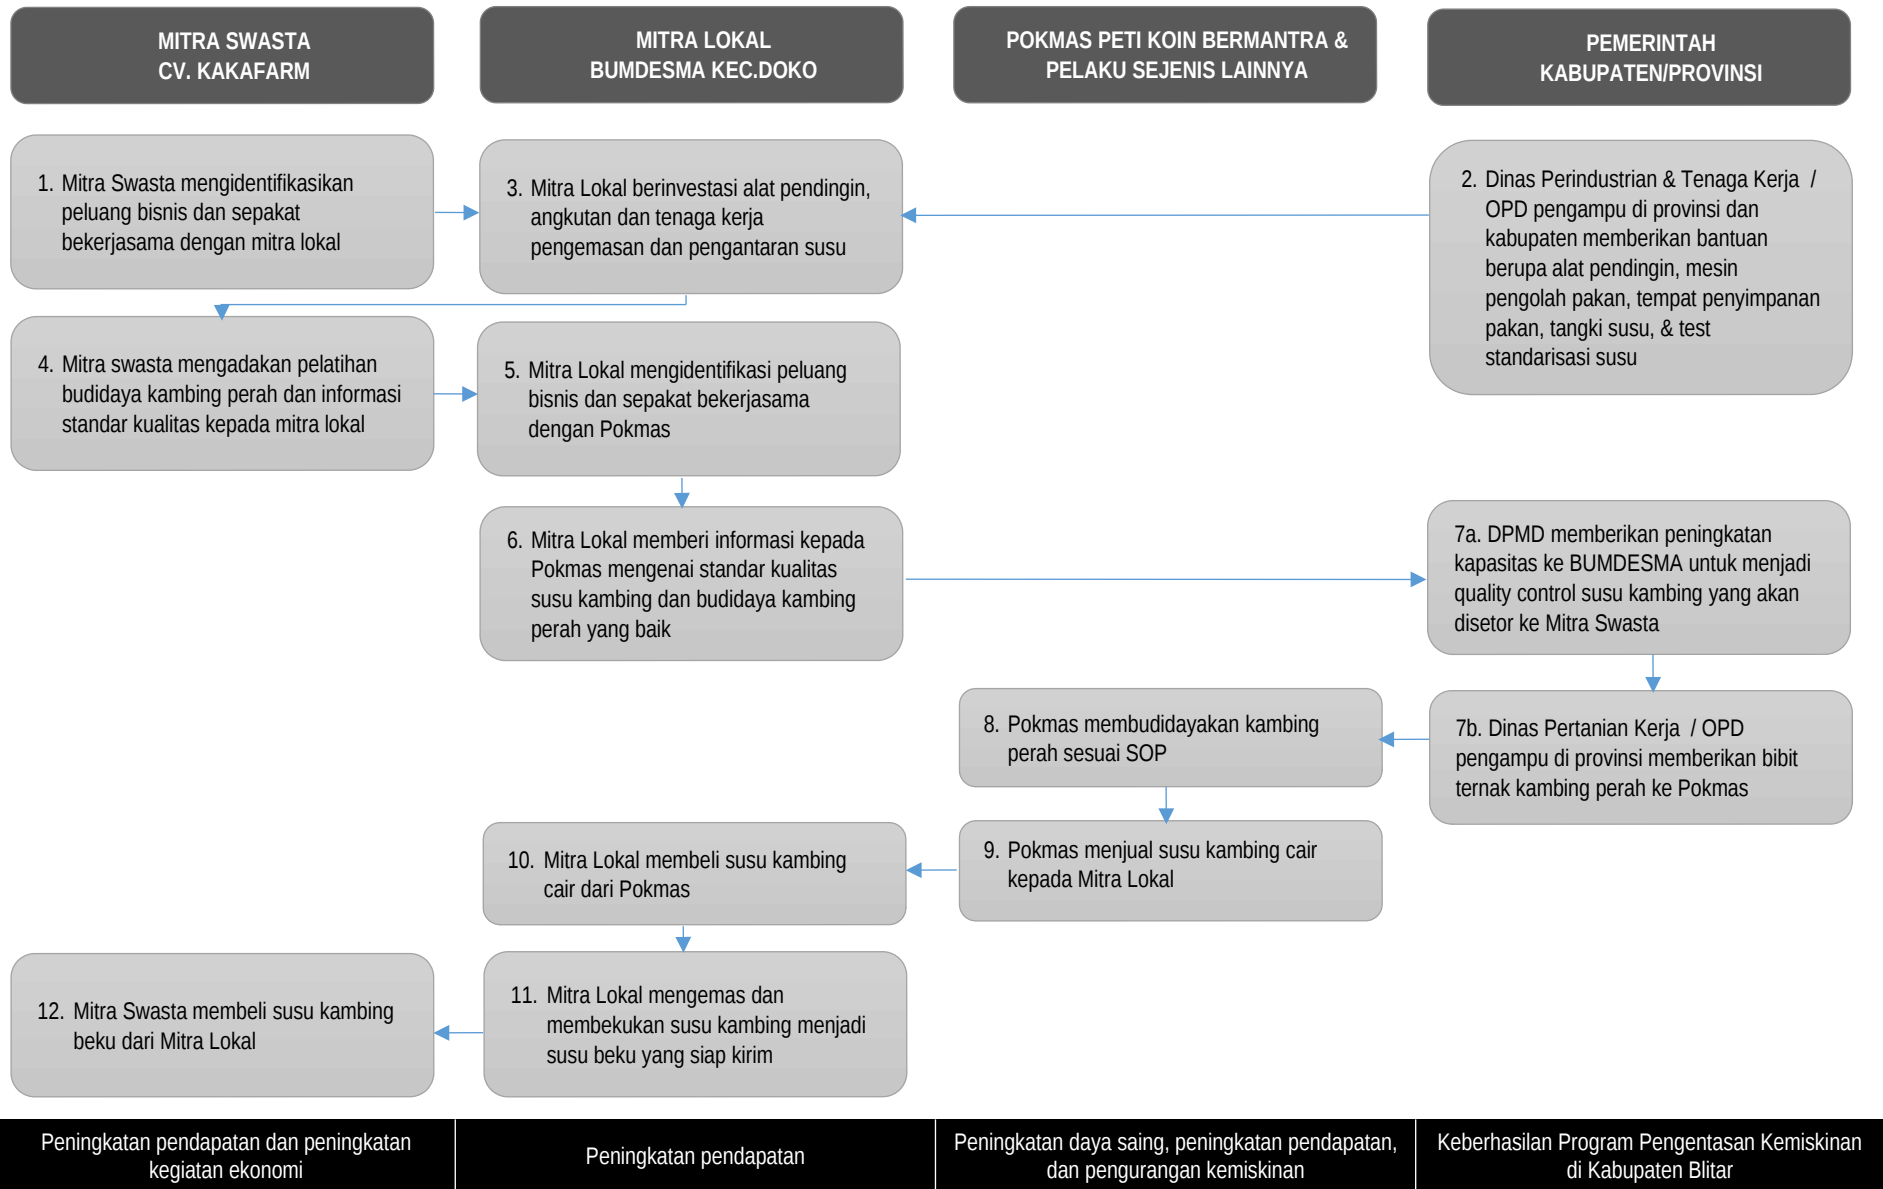 MITRA SWASTA
CV. KAKAFARM
MITRA LOKAL
BUMDESMA KEC.DOKO
POKMAS PETI KOIN BERMANTRA &
PELAKU SEJENIS LAINNYA
PEMERINTAH
KABUPATEN/PROVINSI
1. Mitra Swasta mengidentifikasikan
peluang bisnis dan sepakat
bekerjasama dengan mitra lokal
3. Mitra Lokal berinvestasi alat pendingin,
angkutan dan tenaga kerja
pengemasan dan pengantaran susu
2. Dinas Perindustrian & Tenaga Kerja /
OPD pengampu di provinsi dan
kabupaten memberikan bantuan
berupa alat pendingin, mesin
pengolah pakan, tempat penyimpanan
pakan, tangki susu, & test
standarisasi susu
4. Mitra swasta mengadakan pelatihan
budidaya kambing perah dan informasi
standar kualitas kepada mitra lokal
5. Mitra Lokal mengidentifikasi peluang
bisnis dan sepakat bekerjasama
dengan Pokmas
6. Mitra Lokal memberi informasi kepada
Pokmas mengenai standar kualitas
susu kambing dan budidaya kambing
perah yang baik
7a. DPMD memberikan peningkatan
kapasitas ke BUMDESMA untuk menjadi
quality control susu kambing yang akan
disetor ke Mitra Swasta
8. Pokmas membudidayakan kambing
perah sesuai SOP
7b. Dinas Pertanian Kerja / OPD
pengampu di provinsi memberikan bibit
ternak kambing perah ke Pokmas
10. Mitra Lokal membeli susu kambing
cair dari Pokmas
9. Pokmas menjual susu kambing cair
kepada Mitra Lokal
12. Mitra Swasta membeli susu kambing
beku dari Mitra Lokal
11. Mitra Lokal mengemas dan
membekukan susu kambing menjadi
susu beku yang siap kirim
Peningkatan pendapatan dan peningkatan
kegiatan ekonomi
Peningkatan pendapatan
Peningkatan daya saing, peningkatan pendapatan,
dan pengurangan kemiskinan
Keberhasilan Program Pengentasan Kemiskinan
di Kabupaten Blitar